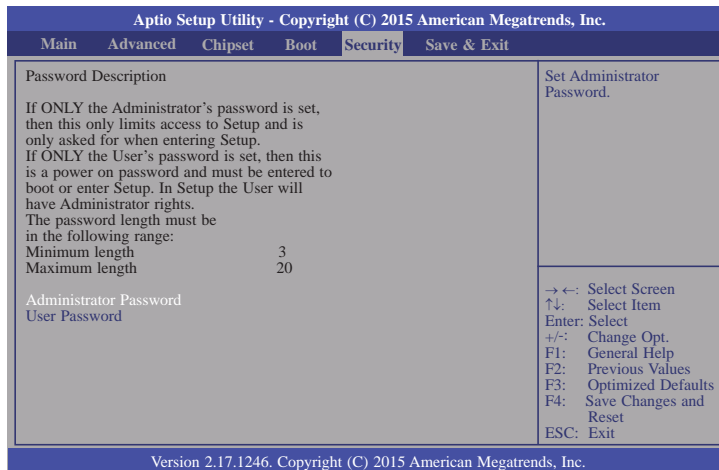 Aptio Setup Utility - Copyright (C) 2015 American Megatrends, Inc.
Main Advanced Chipset Boot Security Save & Exit
Password Description
If ONLY the Administrator's password is set,
then this only limits access to Setup and is
only asked for when entering Setup.
If ONLY the User's password is set, then this
is a power on password and must be entered to
boot or enter Setup. In Setup the User will
have Administrator rights.
The password length must be
in the following range:
Minimum length 3
Maximum length 20
Administrator Password
User Password
Set Administrator
Password.
→←: Select Screen
↑↓: Select Item
Enter: Select
+/-: Change Opt.
F1: General Help
F2: Previous Values
F3: Optimized Defaults
F4: Save Changes and
Reset
ESC: Exit
Version 2.17.1246. Copyright (C) 2015 American Megatrends, Inc.